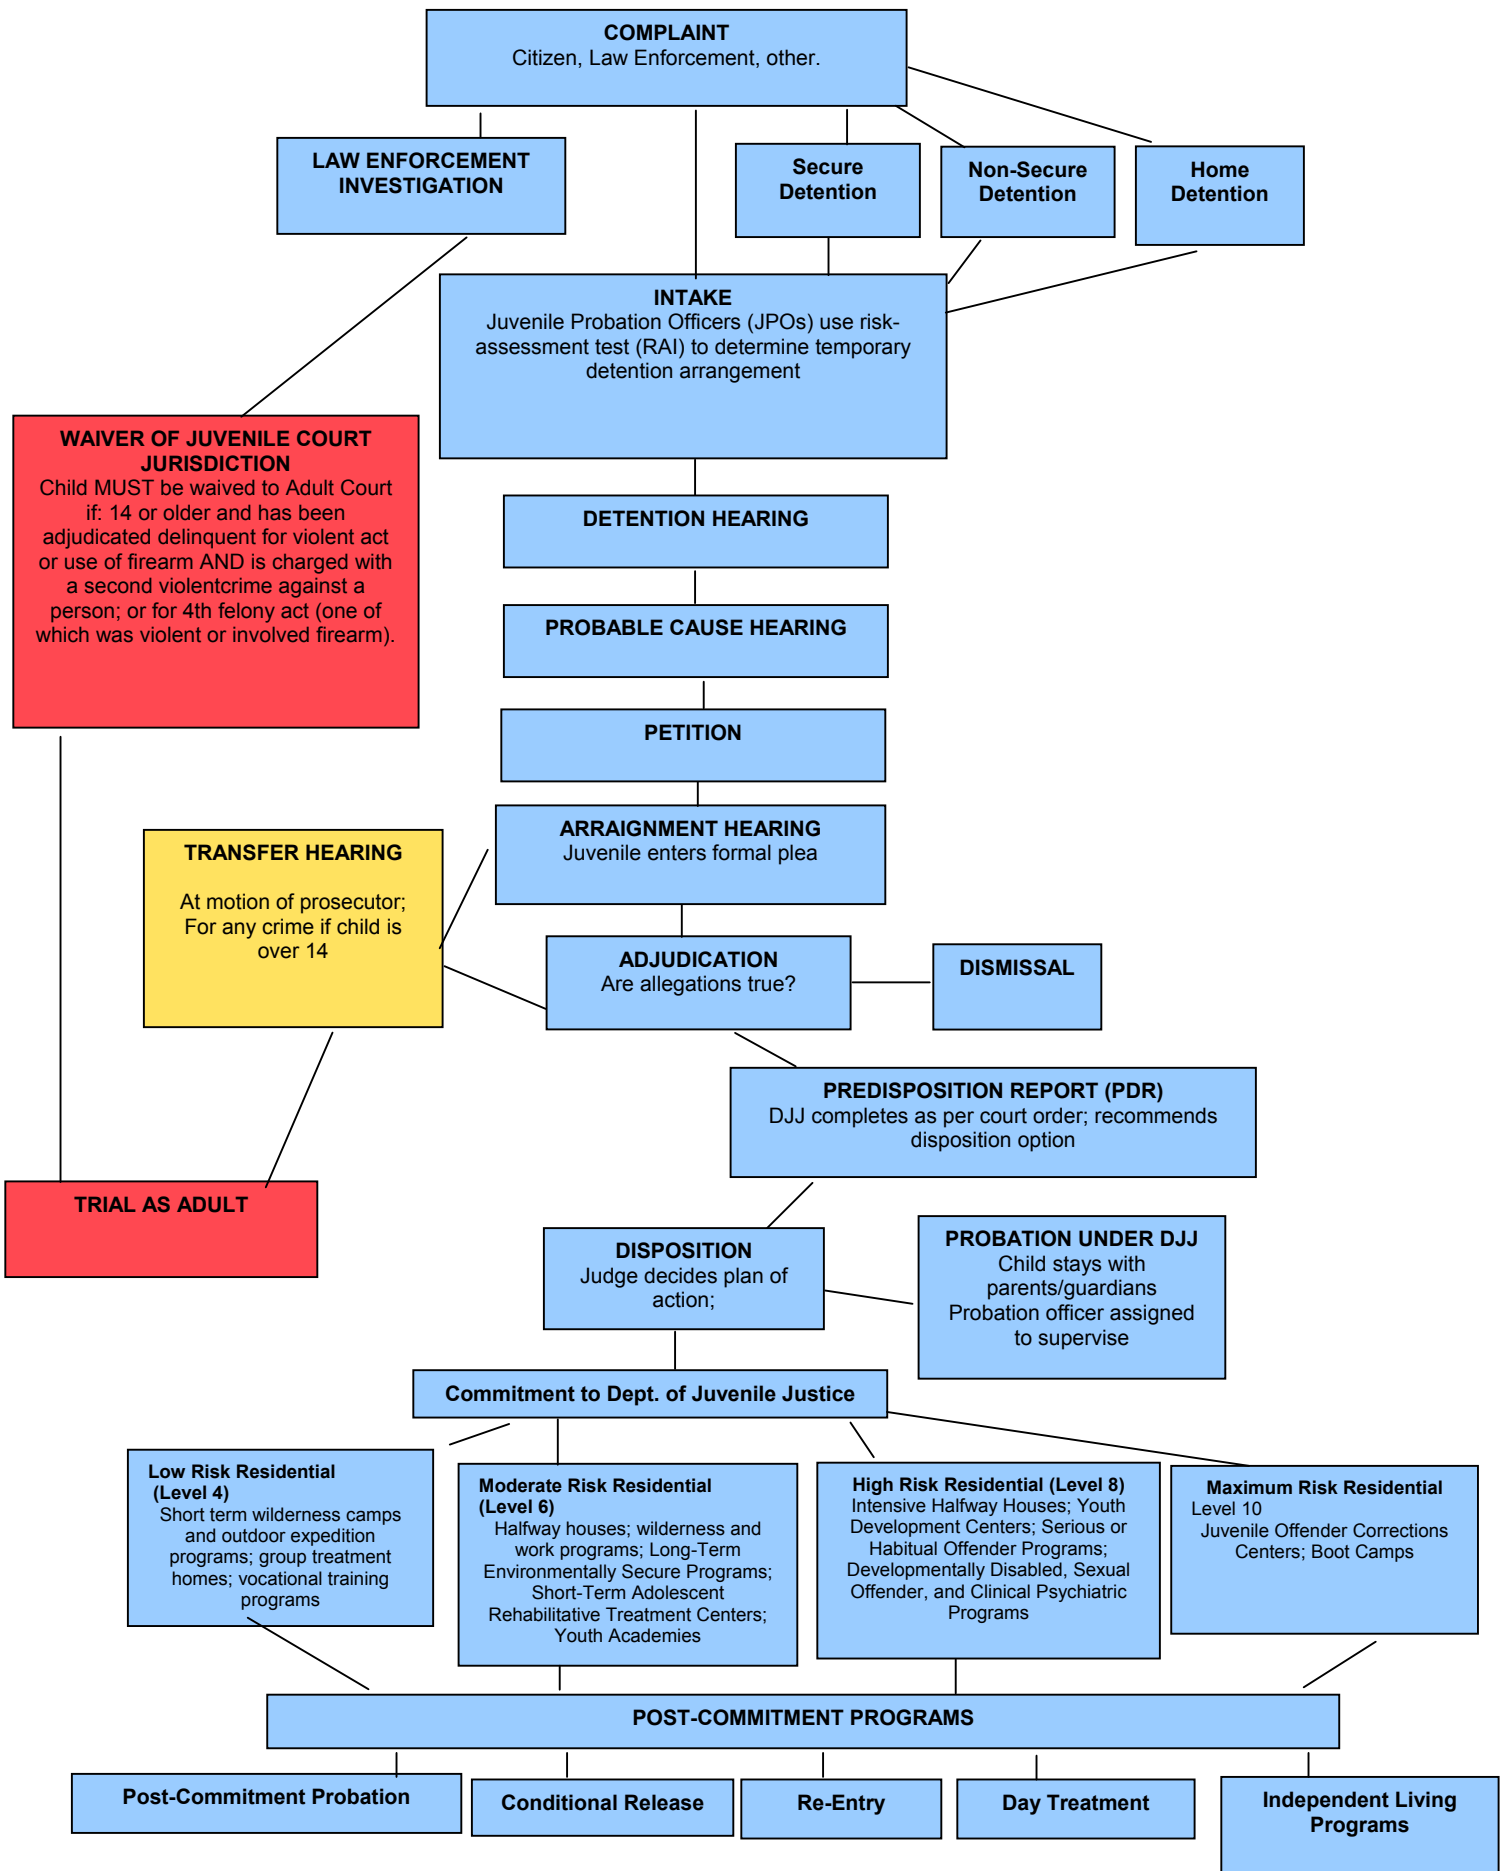 COMPLAINT
Citizen, Law Enforcement, other.
LAW ENFORCEMENT
INVESTIGATION
Secure
Detention
Non-Secure
Detention
Home
Detention
INTAKE
Juvenile Probation Officers (JPOs) use risk-
assessment test (RAI) to determine temporary
detention arrangement
WAIVER OF JUVENILE COURT
JURISDICTION
Child MUST be waived to Adult Court
if: 14 or older and has been
adjudicated delinquent for violent act
or use of firearm AND is charged with
a second violentcrime against a
person; or for 4th felony act (one of
which was violent or involved firearm).
DETENTION HEARING
PROBABLE CAUSE HEARING
PETITION
ARRAIGNMENT HEARING
Juvenile enters formal plea
TRANSFER HEARING
At motion of prosecutor;
For any crime if child is
over 14
ADJUDICATION
Are allegations true?
DISMISSAL
PREDISPOSITION REPORT (PDR)
DJJ completes as per court order; recommends
disposition option
TRIAL AS ADULT
DISPOSITION
Judge decides plan of
action;
PROBATION UNDER DJJ
Child stays with
parents/guardians
Probation officer assigned
to supervise
Commitment to Dept. of Juvenile Justice
Low Risk Residential
(Level 4)
Short term wilderness camps
and outdoor expedition
programs; group treatment
homes; vocational training
programs
Moderate Risk Residential
(Level 6)
Halfway houses; wilderness and
work programs; Long-Term
Environmentally Secure Programs;
Short-Term Adolescent
Rehabilitative Treatment Centers;
Youth Academies
High Risk Residential (Level 8)
Intensive Halfway Houses; Youth
Development Centers; Serious or
Habitual Offender Programs;
Developmentally Disabled, Sexual
Offender, and Clinical Psychiatric
Programs
Maximum Risk Residential
Level 10
Juvenile Offender Corrections
Centers; Boot Camps
POST-COMMITMENT PROGRAMS
Post-Commitment Probation
Conditional Release
Re-Entry
Day Treatment
Independent Living
Programs